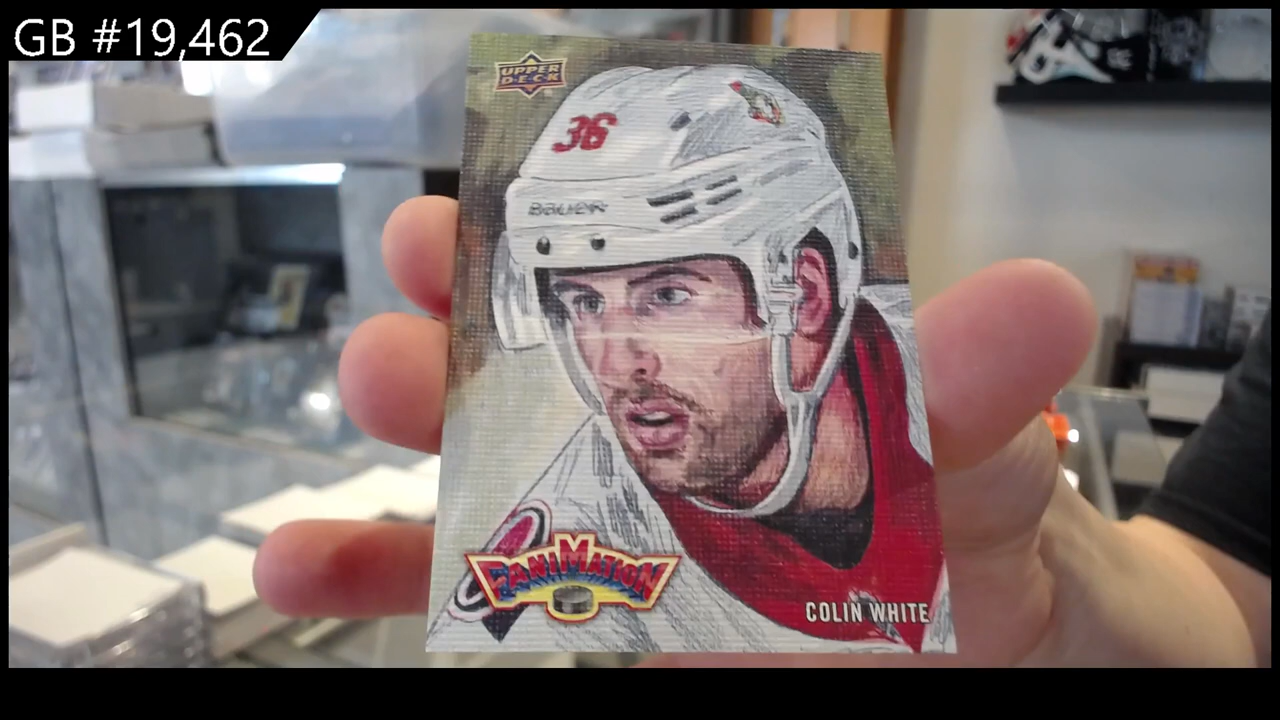 GB #19,462
UPPER
DECK
36
BAUER
FANIMATION
COLIN WHITE